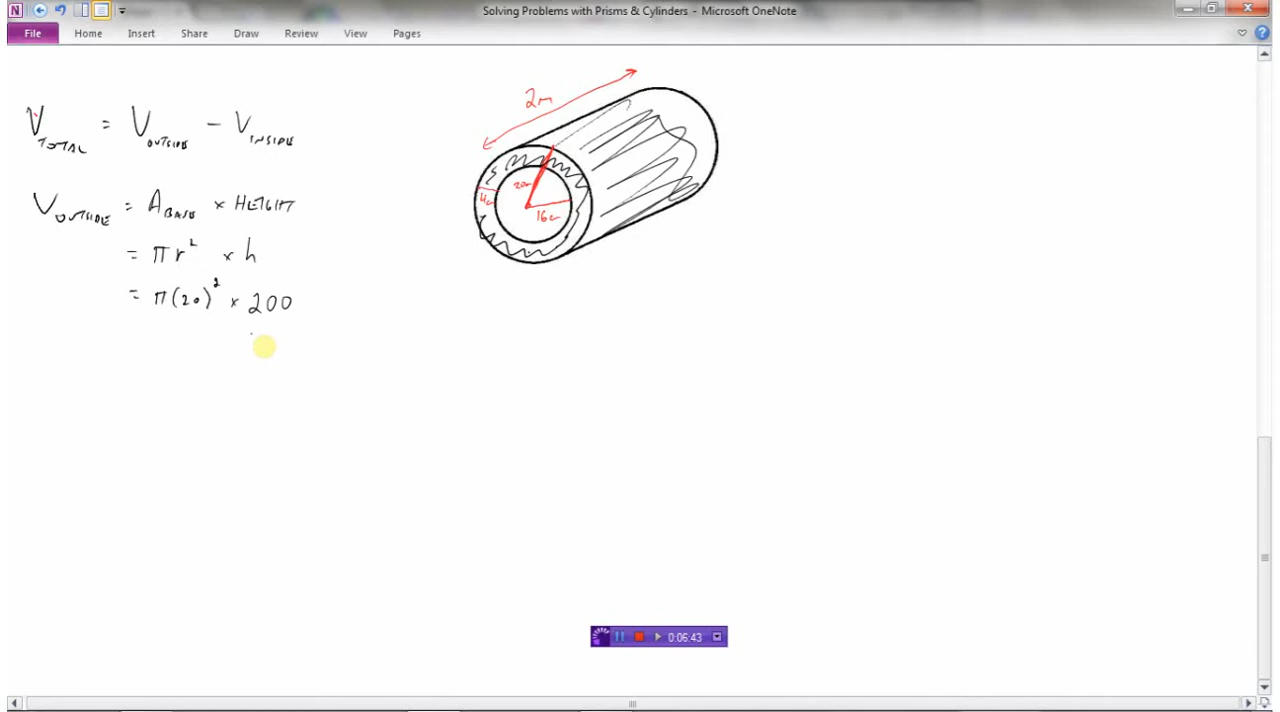 Solving Problems with Prisms & Cylinders - Microsoft OneNote
File Home Insert Share Draw Review View Pages
V TOTAL = V OUTSIDE - V INSIDE
V OUTSIDE = A BASE × HEIGHT
= πr² × h
= π(20)² × 200
2m
20cm
4cm
16cm
0:06:43